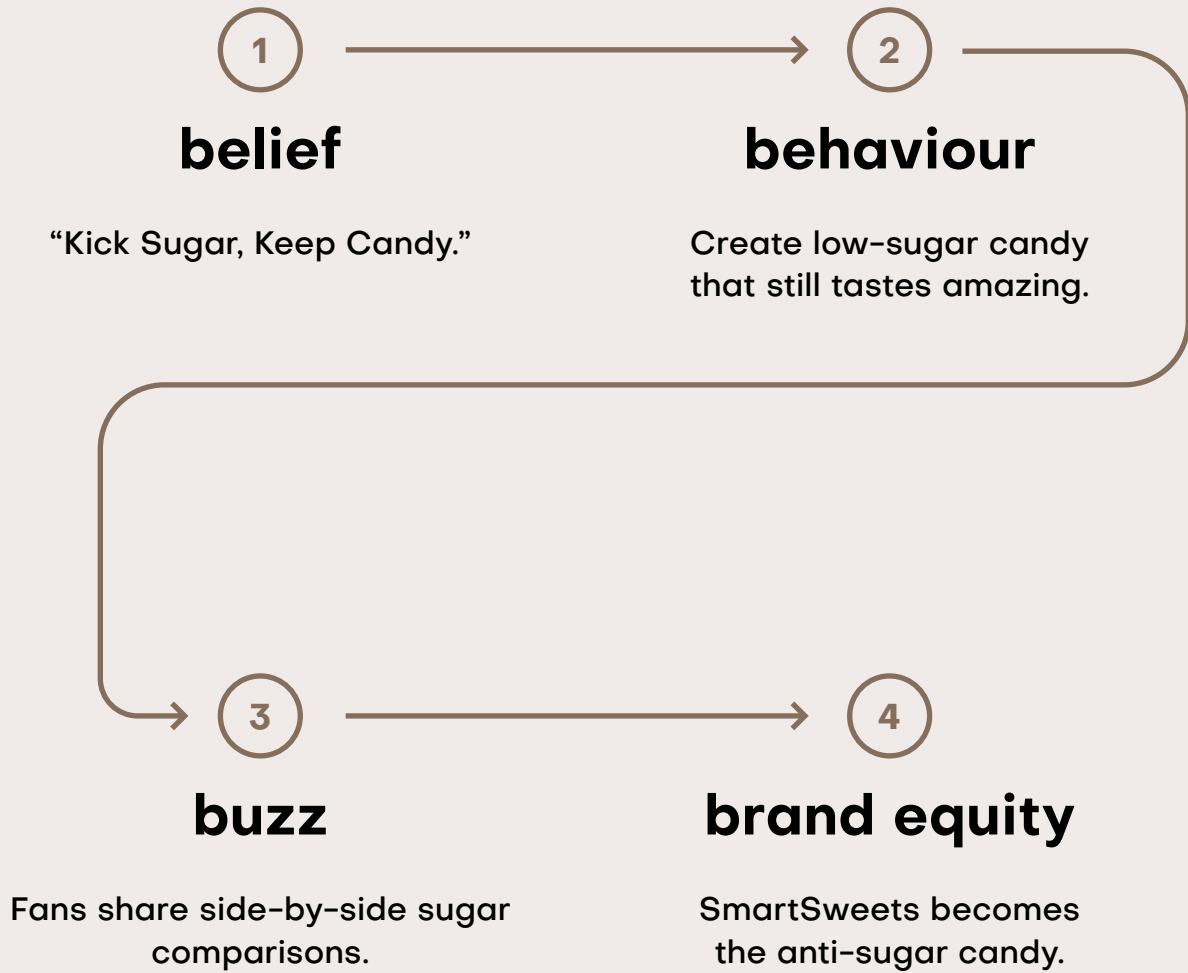 1
2
belief
behaviour
“Kick Sugar, Keep Candy.”
Create low-sugar candy
that still tastes amazing.
3
4
buzz
brand equity
Fans share side-by-side sugar
comparisons.
SmartSweets becomes
the anti-sugar candy.